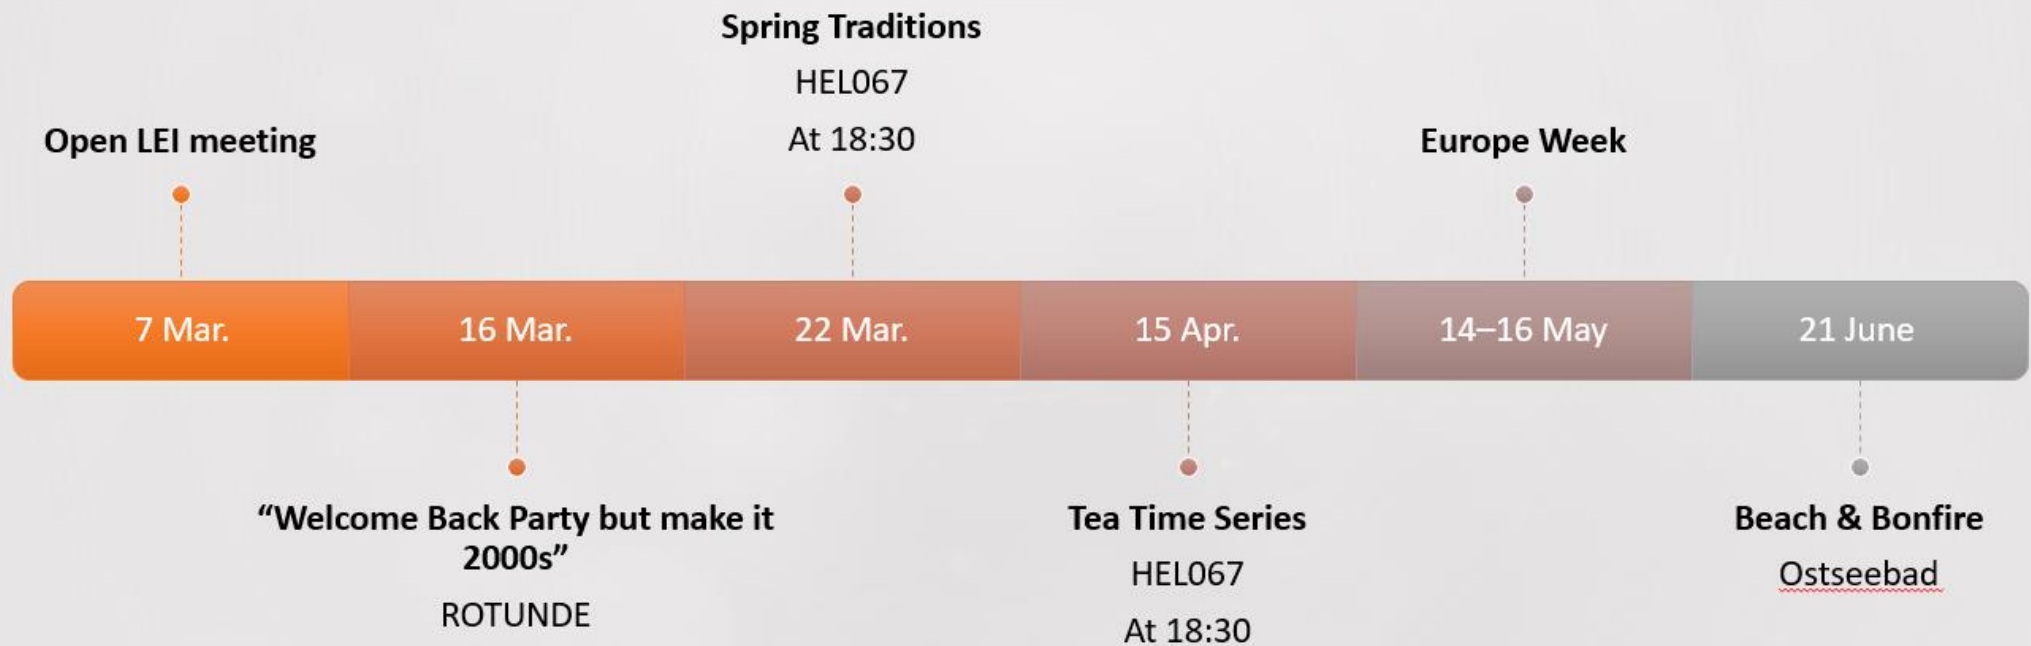 Spring Traditions
HEL067
At 18:30
Open LEI meeting
Europe Week
7 Mar.
16 Mar.
22 Mar.
15 Apr.
14–16 May
21 June
“Welcome Back Party but make it
2000s”
ROTUNDE
Tea Time Series
HEL067
At 18:30
Beach & Bonfire
Ostseebad